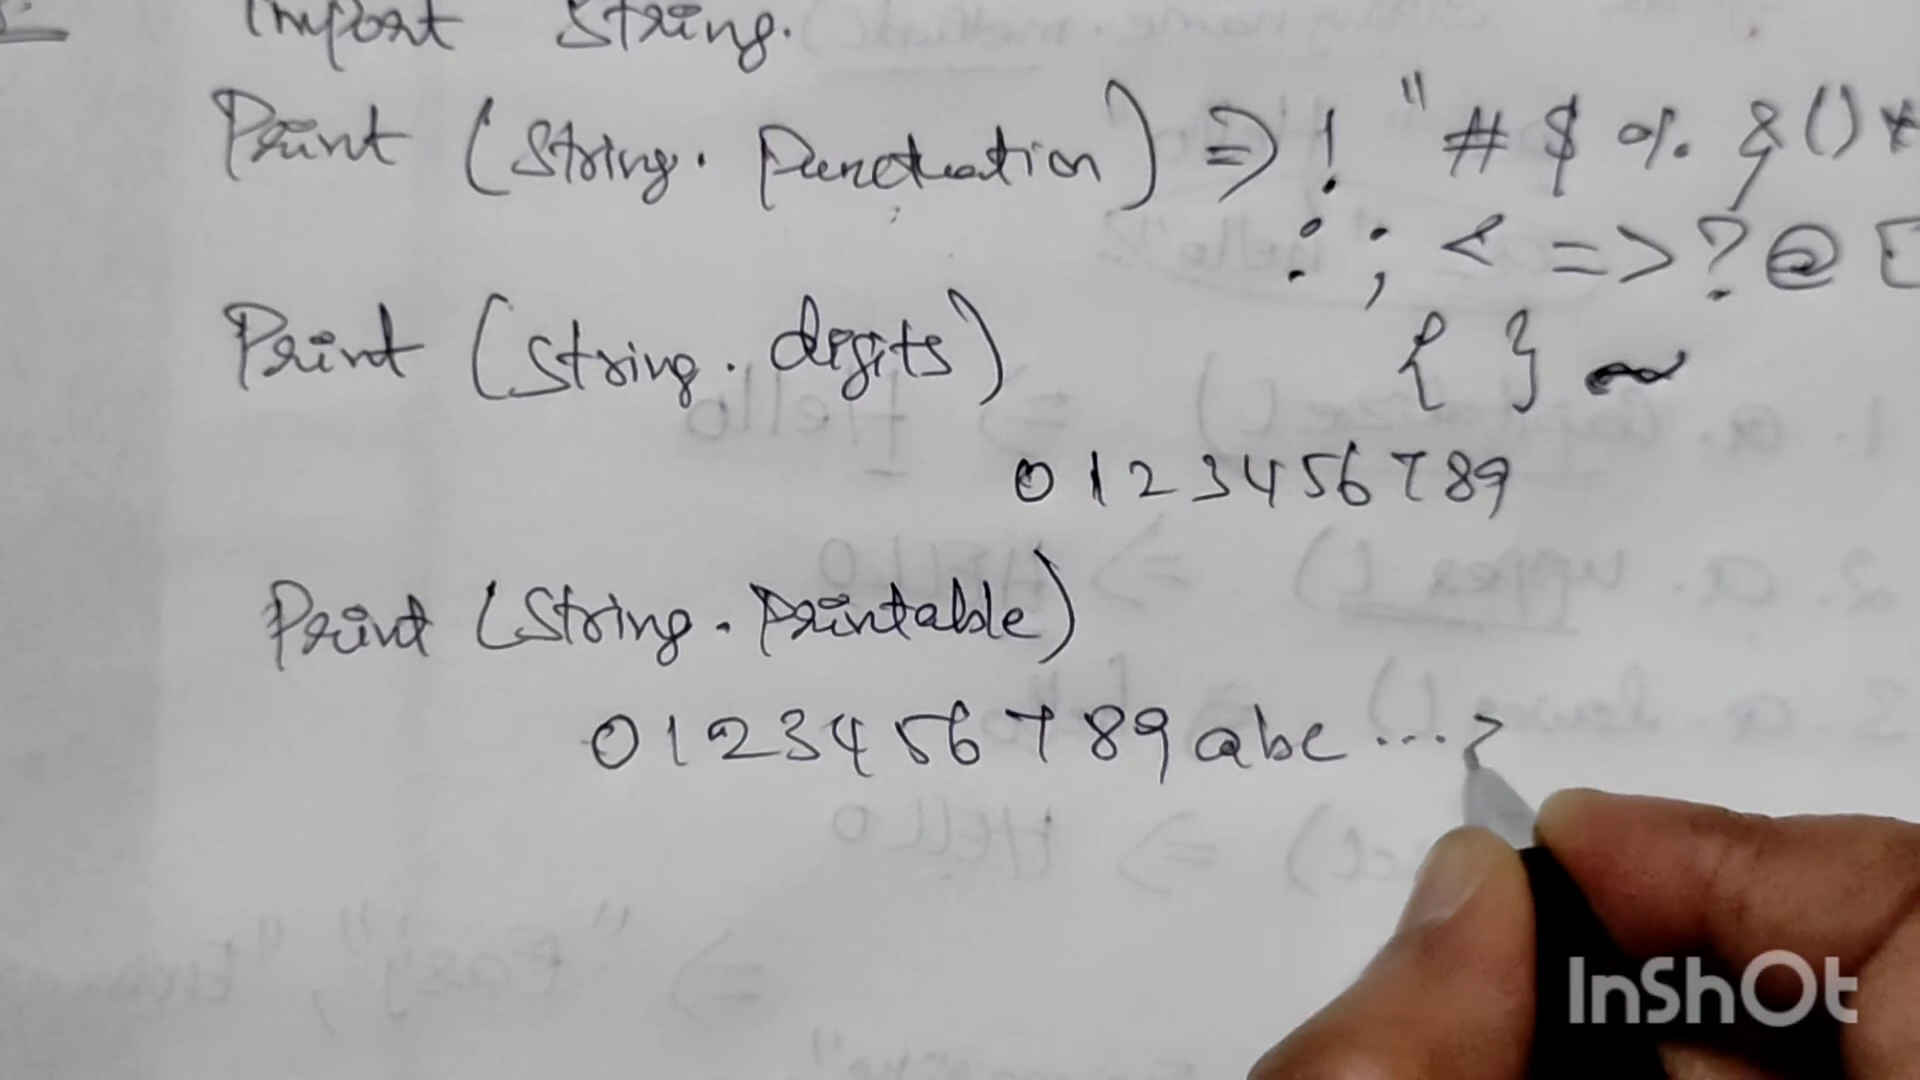 Import String.
Print (String. Punctuation) => ! " # $ % & () *
: ; < = > ? @ [
Print (String. digits)
{ } ~
0 1 2 3 4 5 6 7 8 9
Print (String. Printable)
0 1 2 3 4 5 6 7 8 9 abc ...
InShOt